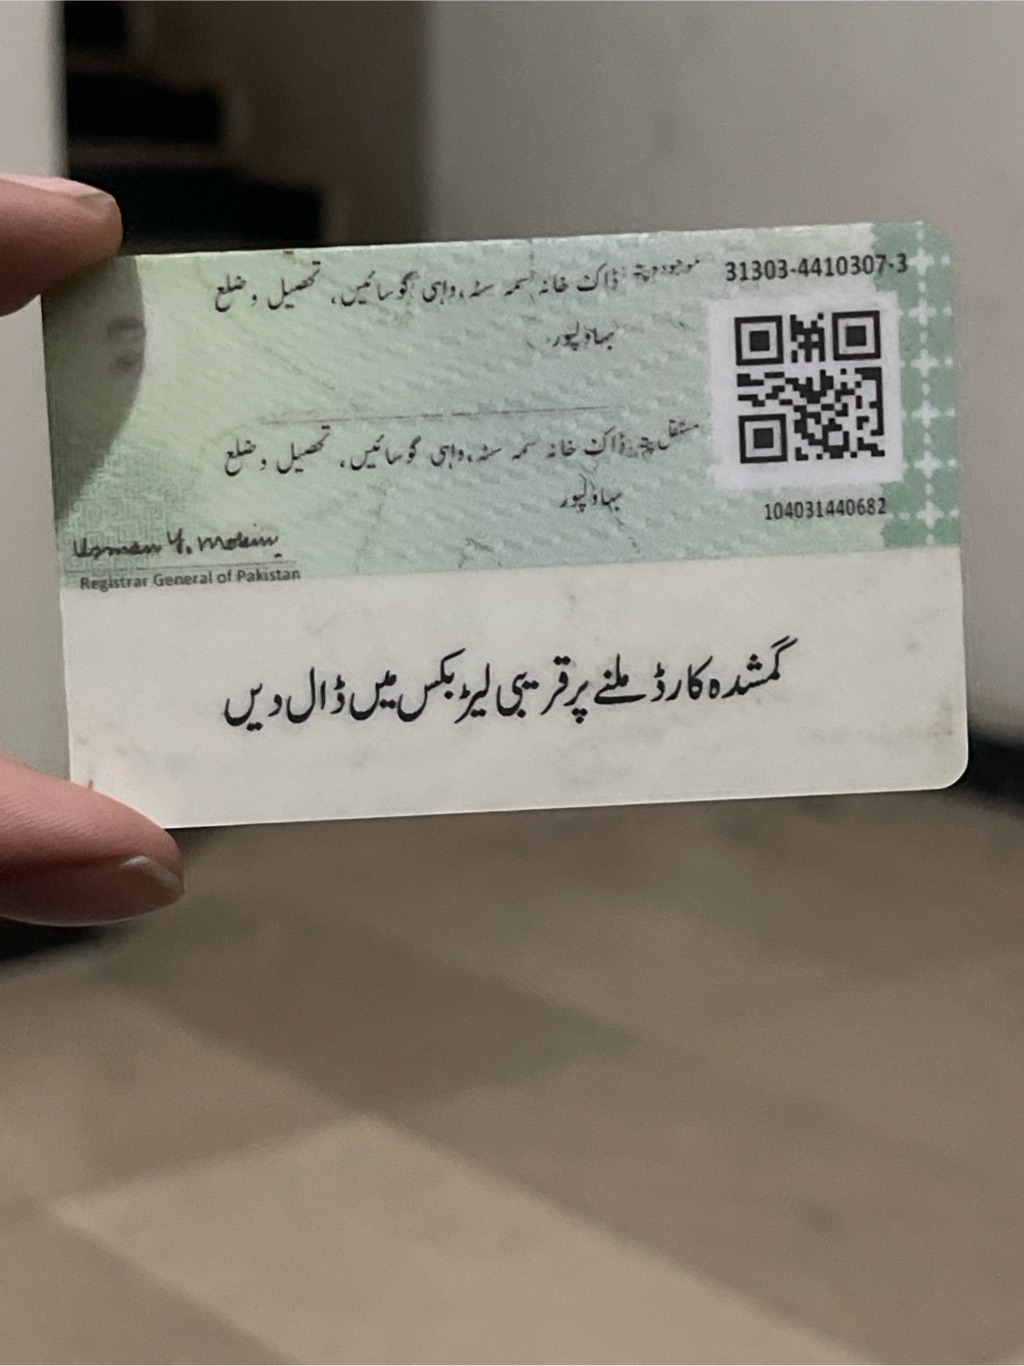 31303-4410307-3
موجودہ پتہ: ڈاک خانہ سمہ سٹہ، واہی گوسائیں، تحصیل و ضلع
بہاولپور
مستقل پتہ: ڈاک خانہ سمہ سٹہ، واہی گوسائیں، تحصیل و ضلع
بہاولپور
104031440682
Usman Y. Mobin
Registrar General of Pakistan
گمشدہ کارڈ ملنے پر قریبی لیٹر بکس میں ڈال دیں